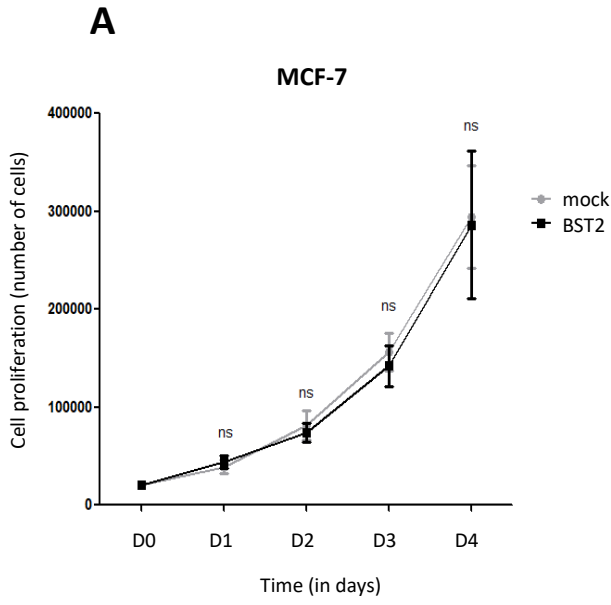 A
MCF-7
400000
300000
200000
100000
0
Cell proliferation (number of cells)
ns
ns
ns
ns
mock
BST2
D0 D1 D2 D3 D4
Time (in days)